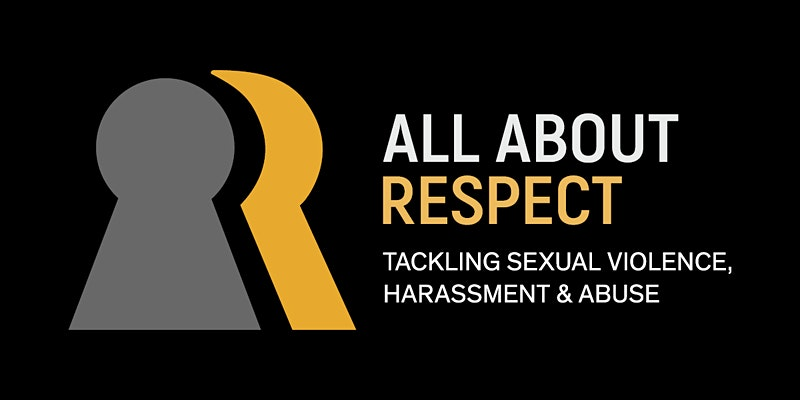 ALL ABOUT
RESPECT
TACKLING SEXUAL VIOLENCE,
HARASSMENT & ABUSE